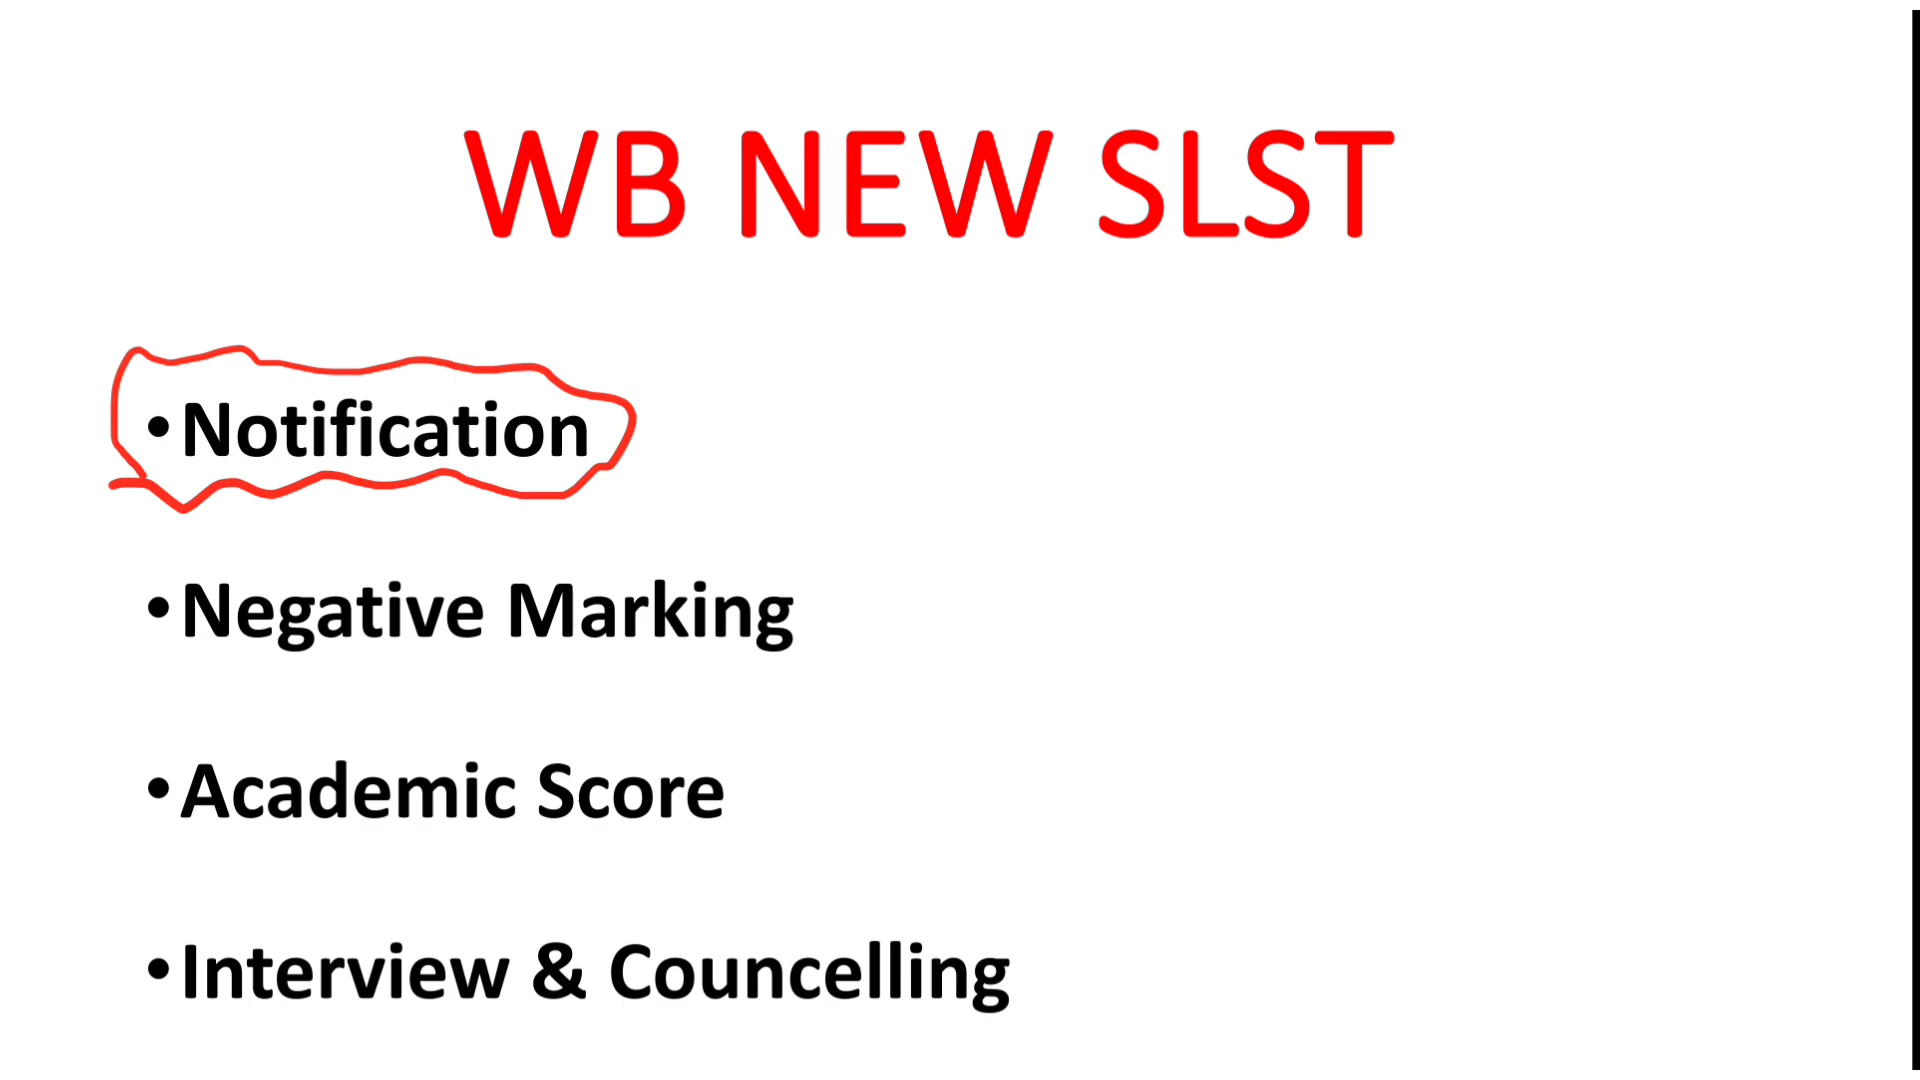 WB NEW SLST
•Notification
•Negative Marking
•Academic Score
•Interview & Councelling